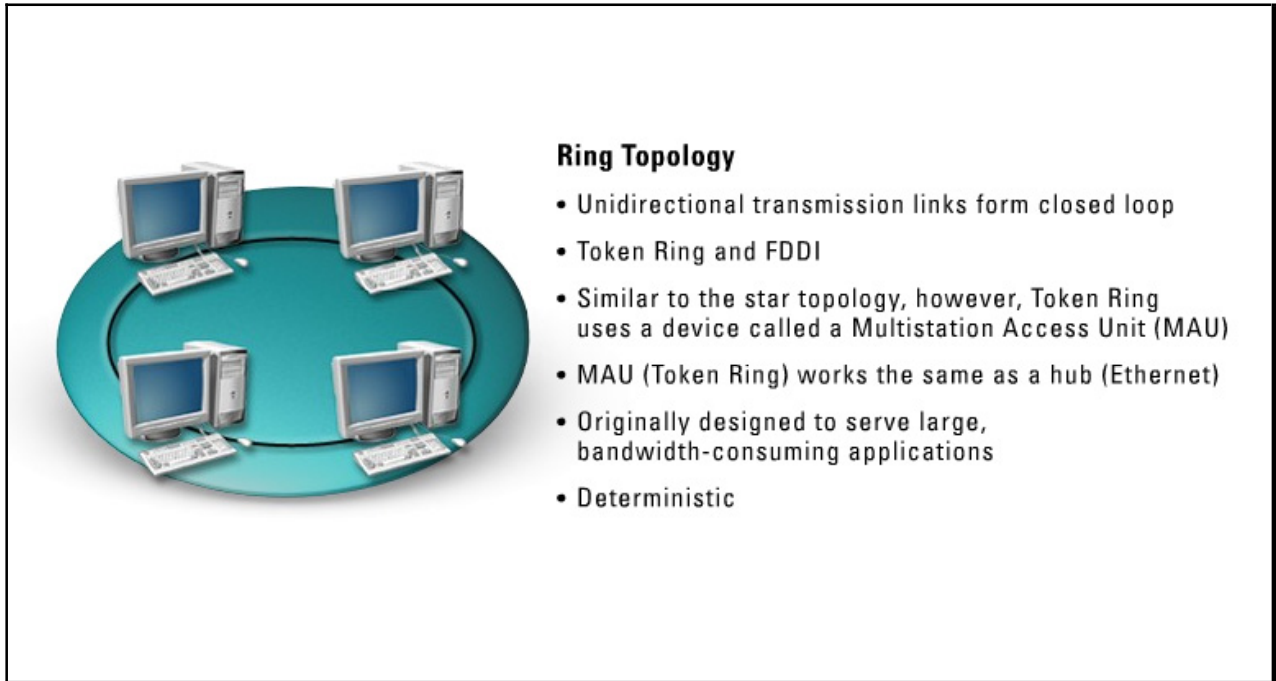 Ring Topology
• Unidirectional transmission links form closed loop
• Token Ring and FDDI
• Similar to the star topology, however, Token Ring
uses a device called a Multistation Access Unit (MAU)
• MAU (Token Ring) works the same as a hub (Ethernet)
• Originally designed to serve large,
bandwidth-consuming applications
• Deterministic